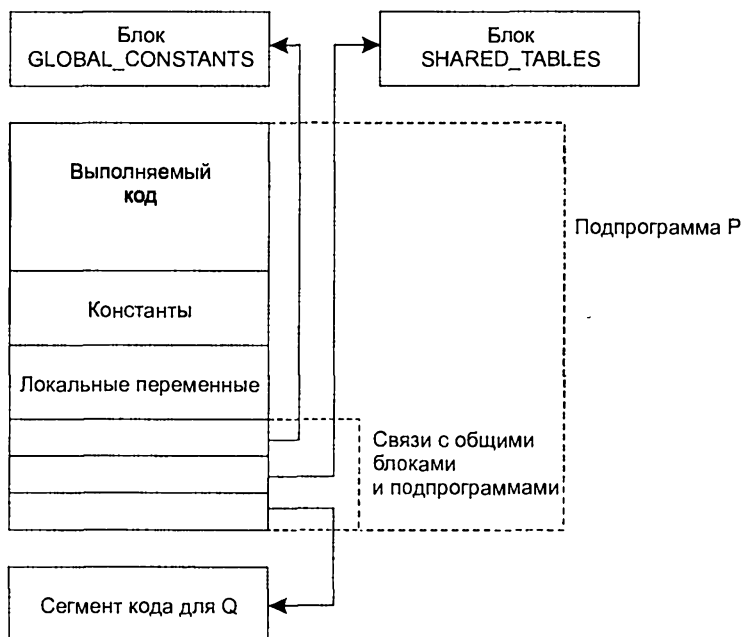 Блок
GLOBAL_CONSTANTS
Блок
SHARED_TABLES
Выполняемый
код
Подпрограмма P
Константы
Локальные переменные
Связи с общими
блоками
и подпрограммами
Сегмент кода для Q